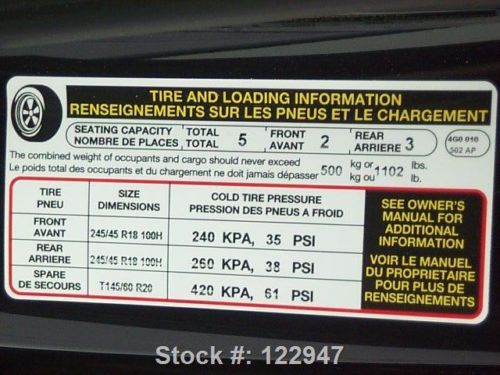 TIRE AND LOADING INFORMATION
RENSEIGNEMENTS SUR LES PNEUS ET LE CHARGEMENT
SEATING CAPACITY TOTAL 5 FRONT 2 REAR 3
NOMBRE DE PLACES TOTAL AVANT ARRIERE
4G0 010
502 AP
The combined weight of occupants and cargo should never exceed 500 kg or 1102 lbs.
Le poids total des occupants et du chargement ne doit jamais dépasser kg ou lb.
TIRE SIZE COLD TIRE PRESSURE
PNEU DIMENSIONS PRESSION DES PNEUS A FROID
FRONT
AVANT 245/45 R18 100H 240 KPA, 35 PSI
REAR
ARRIERE 245/45 R18 100H 260 KPA, 38 PSI
SPARE
DE SECOURS T145/60 R20 420 KPA, 61 PSI
SEE OWNER'S
MANUAL FOR
ADDITIONAL
INFORMATION
VOIR LE MANUEL
DU PROPRIETAIRE
POUR PLUS DE
RENSEIGNEMENTS
Stock #: 122947